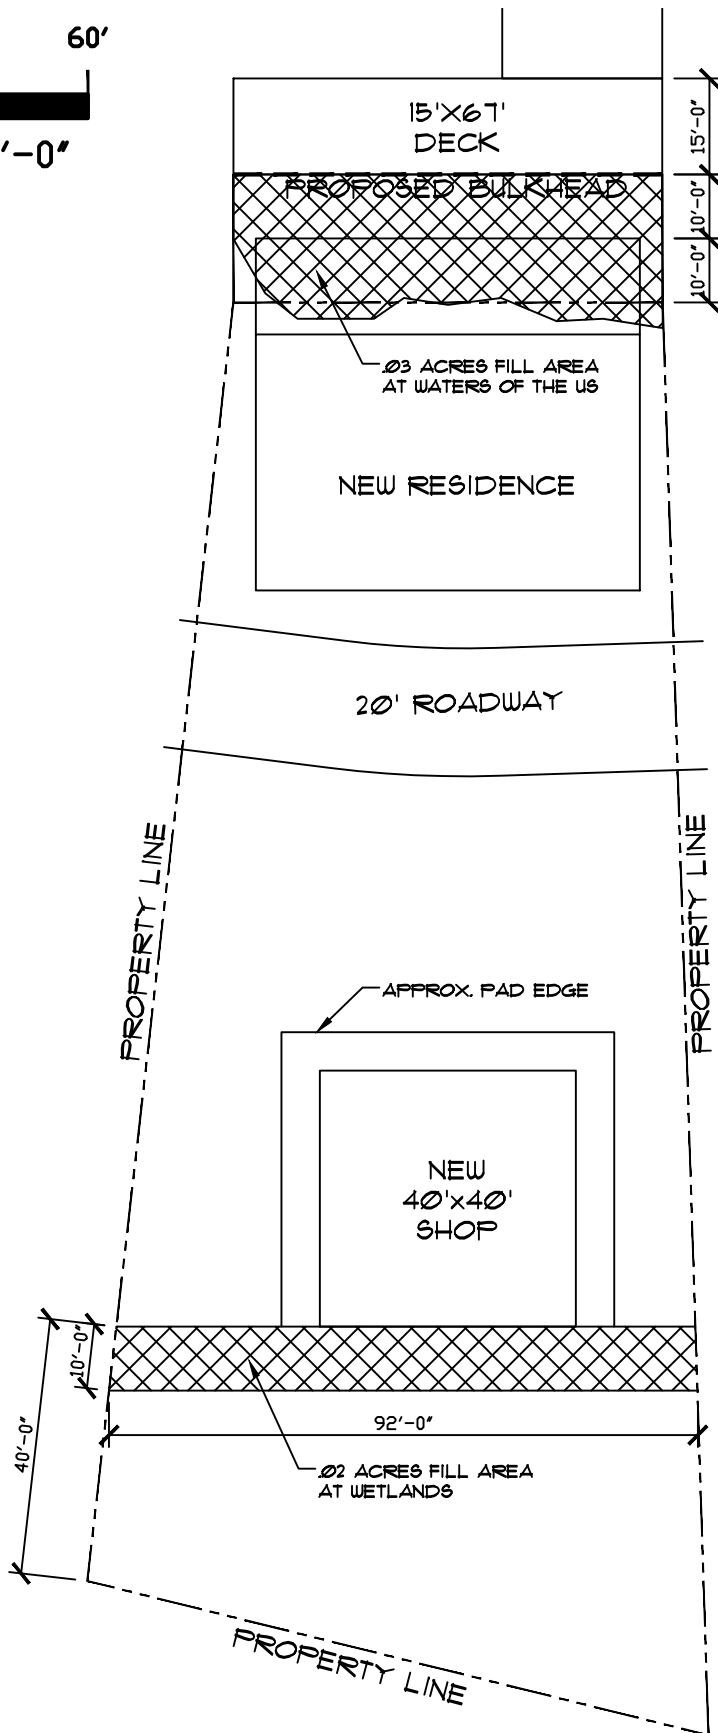 60'
'-0"
15'X67'
DECK
15'-0"
PROPOSED BULKHEAD
10'-0"
10'-0"
.03 ACRES FILL AREA
AT WATERS OF THE US
NEW RESIDENCE
20' ROADWAY
PROPERTY LINE
PROPERTY LINE
APPROX. PAD EDGE
NEW
40'x40'
SHOP
10'-0"
40'-0"
92'-0"
.02 ACRES FILL AREA
AT WETLANDS
PROPERTY LINE